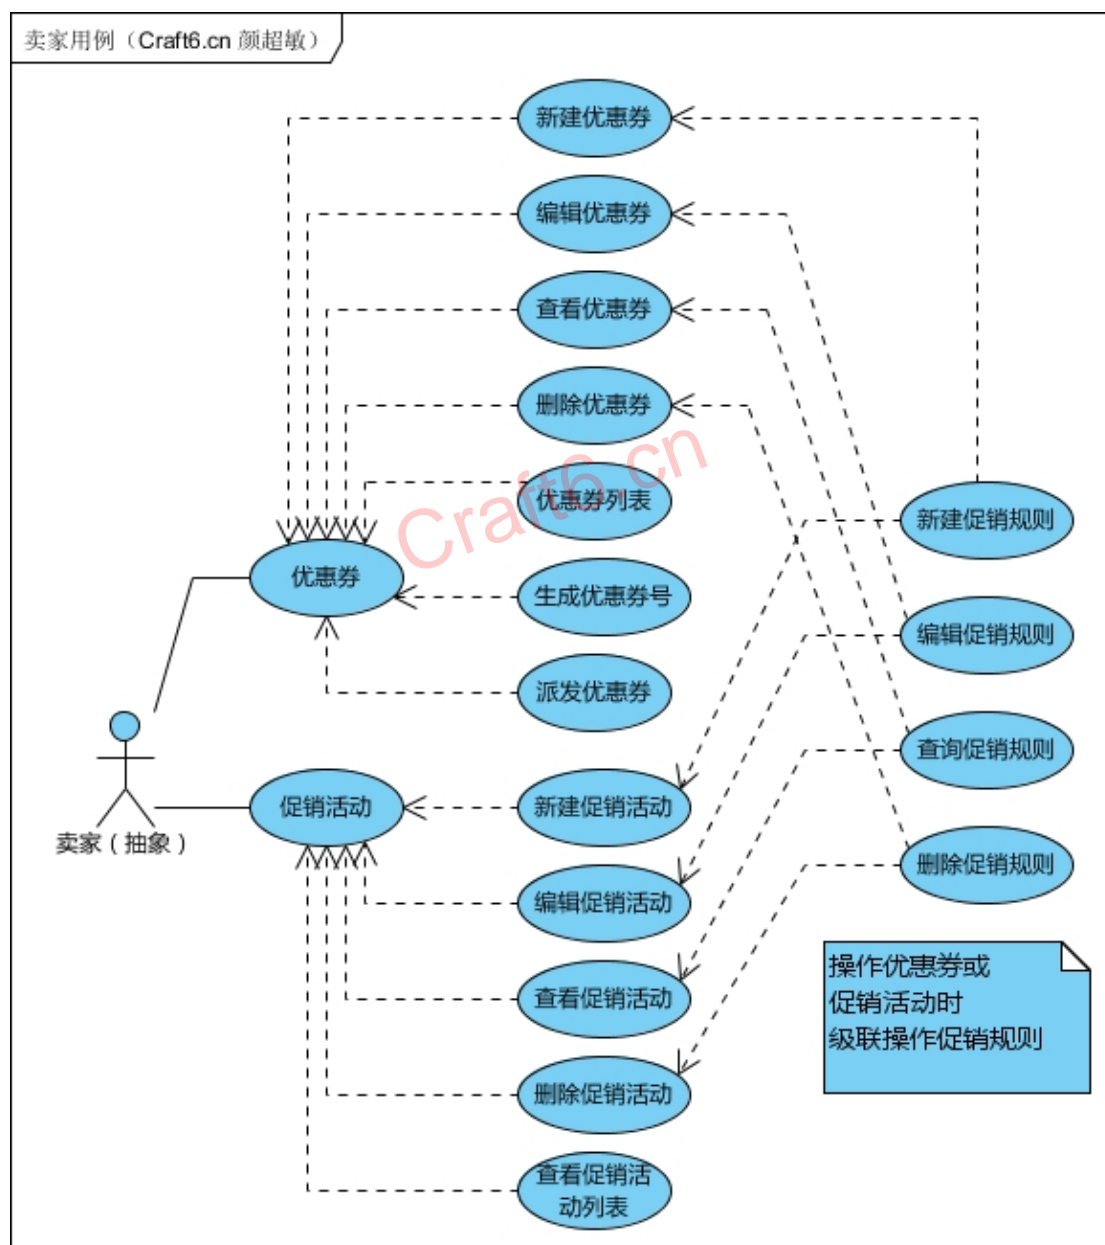 卖家用例（Craft6.cn 颜超敏）
新建优惠券
编辑优惠券
查看优惠券
删除优惠券
优惠券列表
优惠券
生成优惠券号
派发优惠券
新建促销规则
编辑促销规则
查询促销规则
删除促销规则
卖家（抽象）
促销活动
新建促销活动
编辑促销活动
查看促销活动
删除促销活动
查看促销活
动列表
操作优惠券或
促销活动时
级联操作促销规则
Craft6.cn